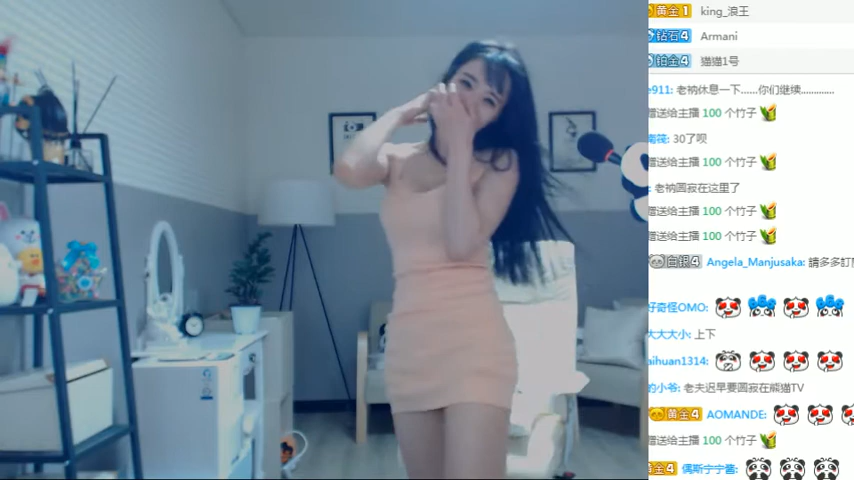 黄金1 king_浪王
钻石4 Armani
铂金4 猫猫1号
e911: 老衲休息一下......你们继续............
赠送给主播 100 个竹子
南筏: 30了呗
赠送给主播 100 个竹子
: 老衲圆寂在这里了
赠送给主播 100 个竹子
赠送给主播 100 个竹子
白银4 Angela_Manjusaka: 請多多訂
好奇怪OMO:
大大大小: 上下
aihuan1314:
的小爷: 老夫迟早要圆寂在熊猫TV
黄金4 AOMANDE:
赠送给主播 100 个竹子
金4 偶斯宁宁酱: